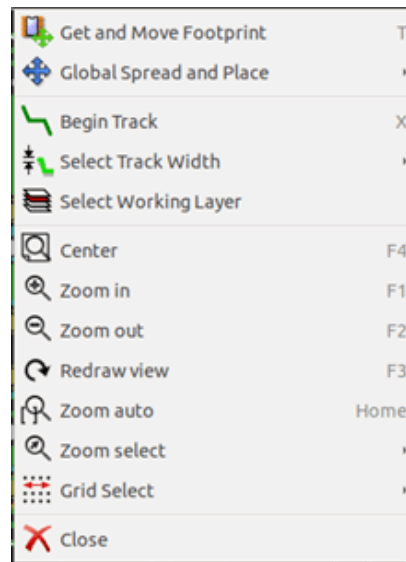 Get and Move Footprint T
Global Spread and Place
Begin Track X
Select Track Width
Select Working Layer
Center F4
Zoom in F1
Zoom out F2
Redraw view F3
Zoom auto Home
Zoom select
Grid Select
Close